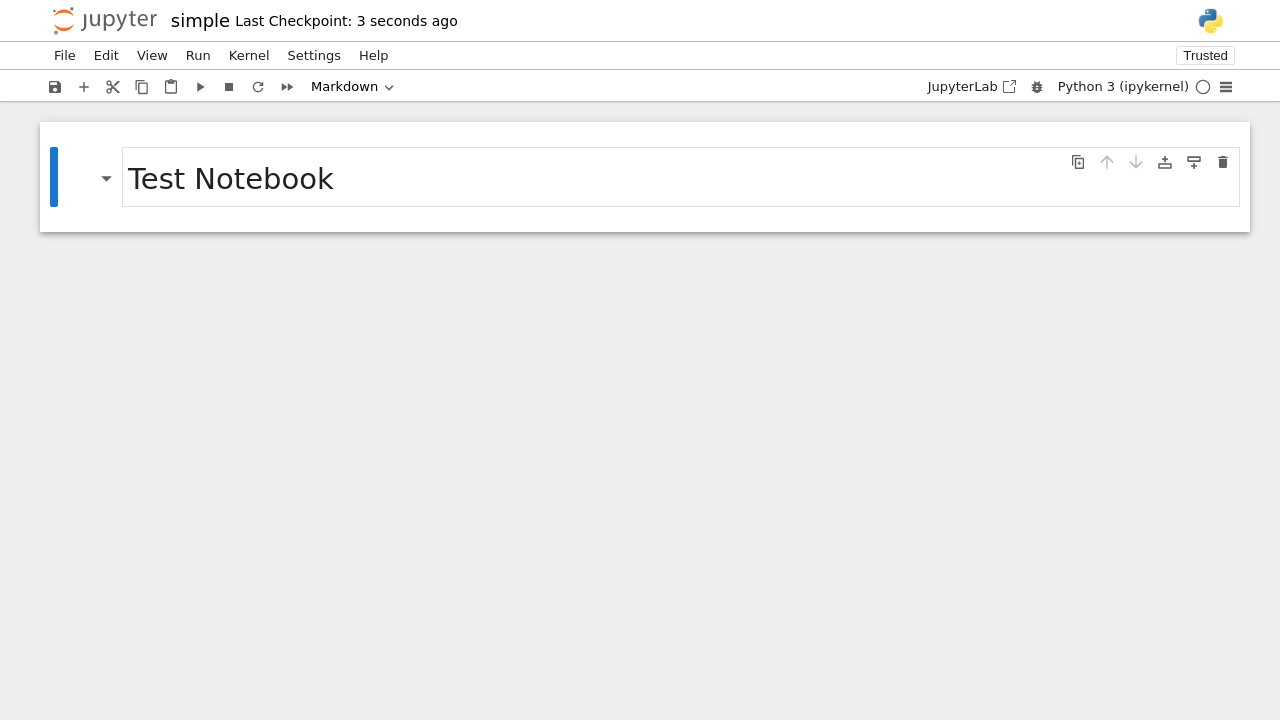 jupyter simple Last Checkpoint: 3 seconds ago
File Edit View Run Kernel Settings Help Trusted
Markdown JupyterLab Python 3 (ipykernel)
Test Notebook